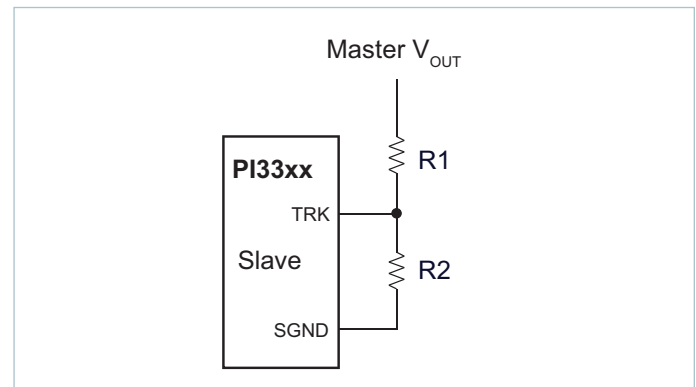 Master VOUT
R1
PI33xx
TRK
Slave
R2
SGND